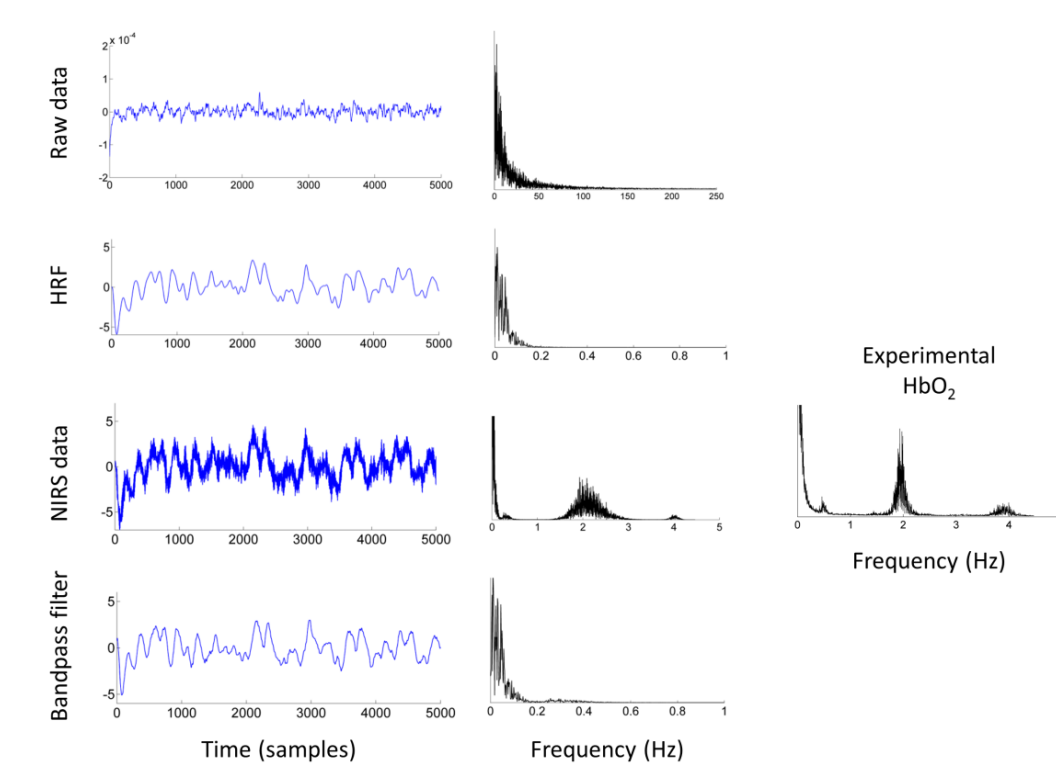 Raw data
2 x 10-4
1
0
-1
-2
0 1000 2000 3000 4000 5000
0 50 100 150 200 250
HRF
5
0
-5
0 1000 2000 3000 4000 5000
0 0.2 0.4 0.6 0.8 1
Experimental
HbO2
NIRS data
5
0
-5
0 1000 2000 3000 4000 5000
0 1 2 3 4 5
0 1 2 3 4
Frequency (Hz)
Bandpass filter
5
0
-5
0 1000 2000 3000 4000 5000
0 0.2 0.4 0.6 0.8 1
Time (samples)
Frequency (Hz)